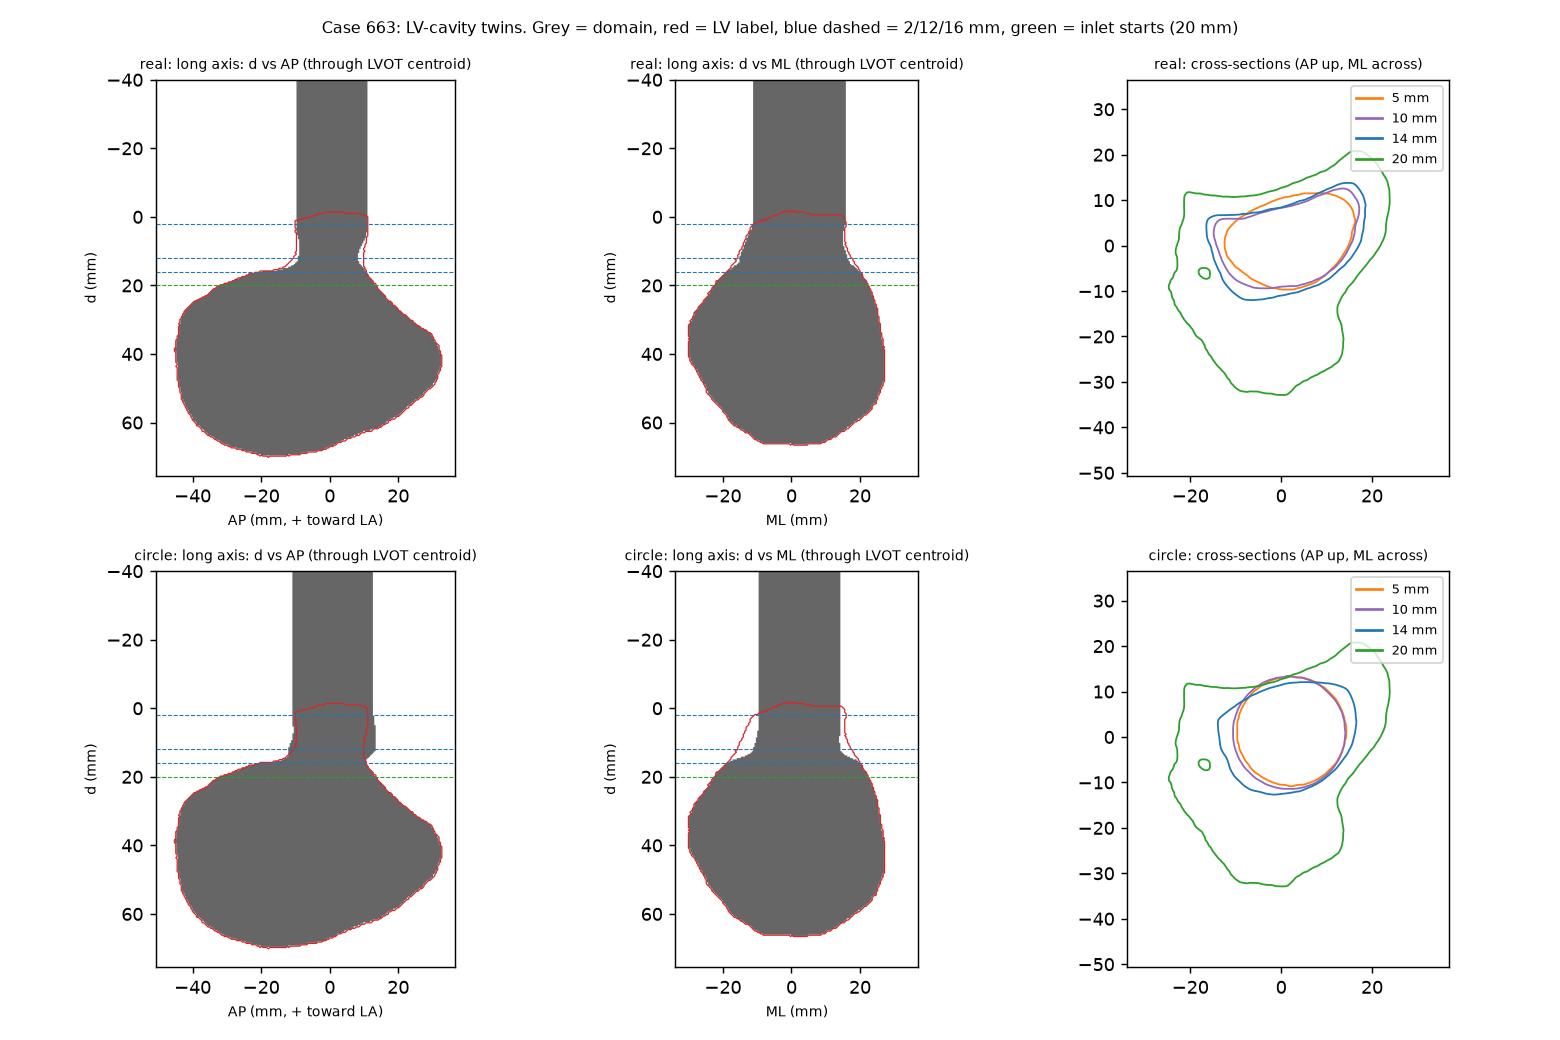 Case 663: LV-cavity twins. Grey = domain, red = LV label, blue dashed = 2/12/16 mm, green = inlet starts (20 mm)
real: long axis: d vs AP (through LVOT centroid)
−40
−20
0
20
40
60
d (mm)
−40 −20 0 20
AP (mm, + toward LA)
real: long axis: d vs ML (through LVOT centroid)
−40
−20
0
20
40
60
d (mm)
−20 0 20
ML (mm)
real: cross-sections (AP up, ML across)
5 mm
10 mm
14 mm
20 mm
30
20
10
0
−10
−20
−30
−40
−50
−20 0 20
circle: long axis: d vs AP (through LVOT centroid)
−40
−20
0
20
40
60
d (mm)
−40 −20 0 20
AP (mm, + toward LA)
circle: long axis: d vs ML (through LVOT centroid)
−40
−20
0
20
40
60
d (mm)
−20 0 20
ML (mm)
circle: cross-sections (AP up, ML across)
5 mm
10 mm
14 mm
20 mm
30
20
10
0
−10
−20
−30
−40
−50
−20 0 20